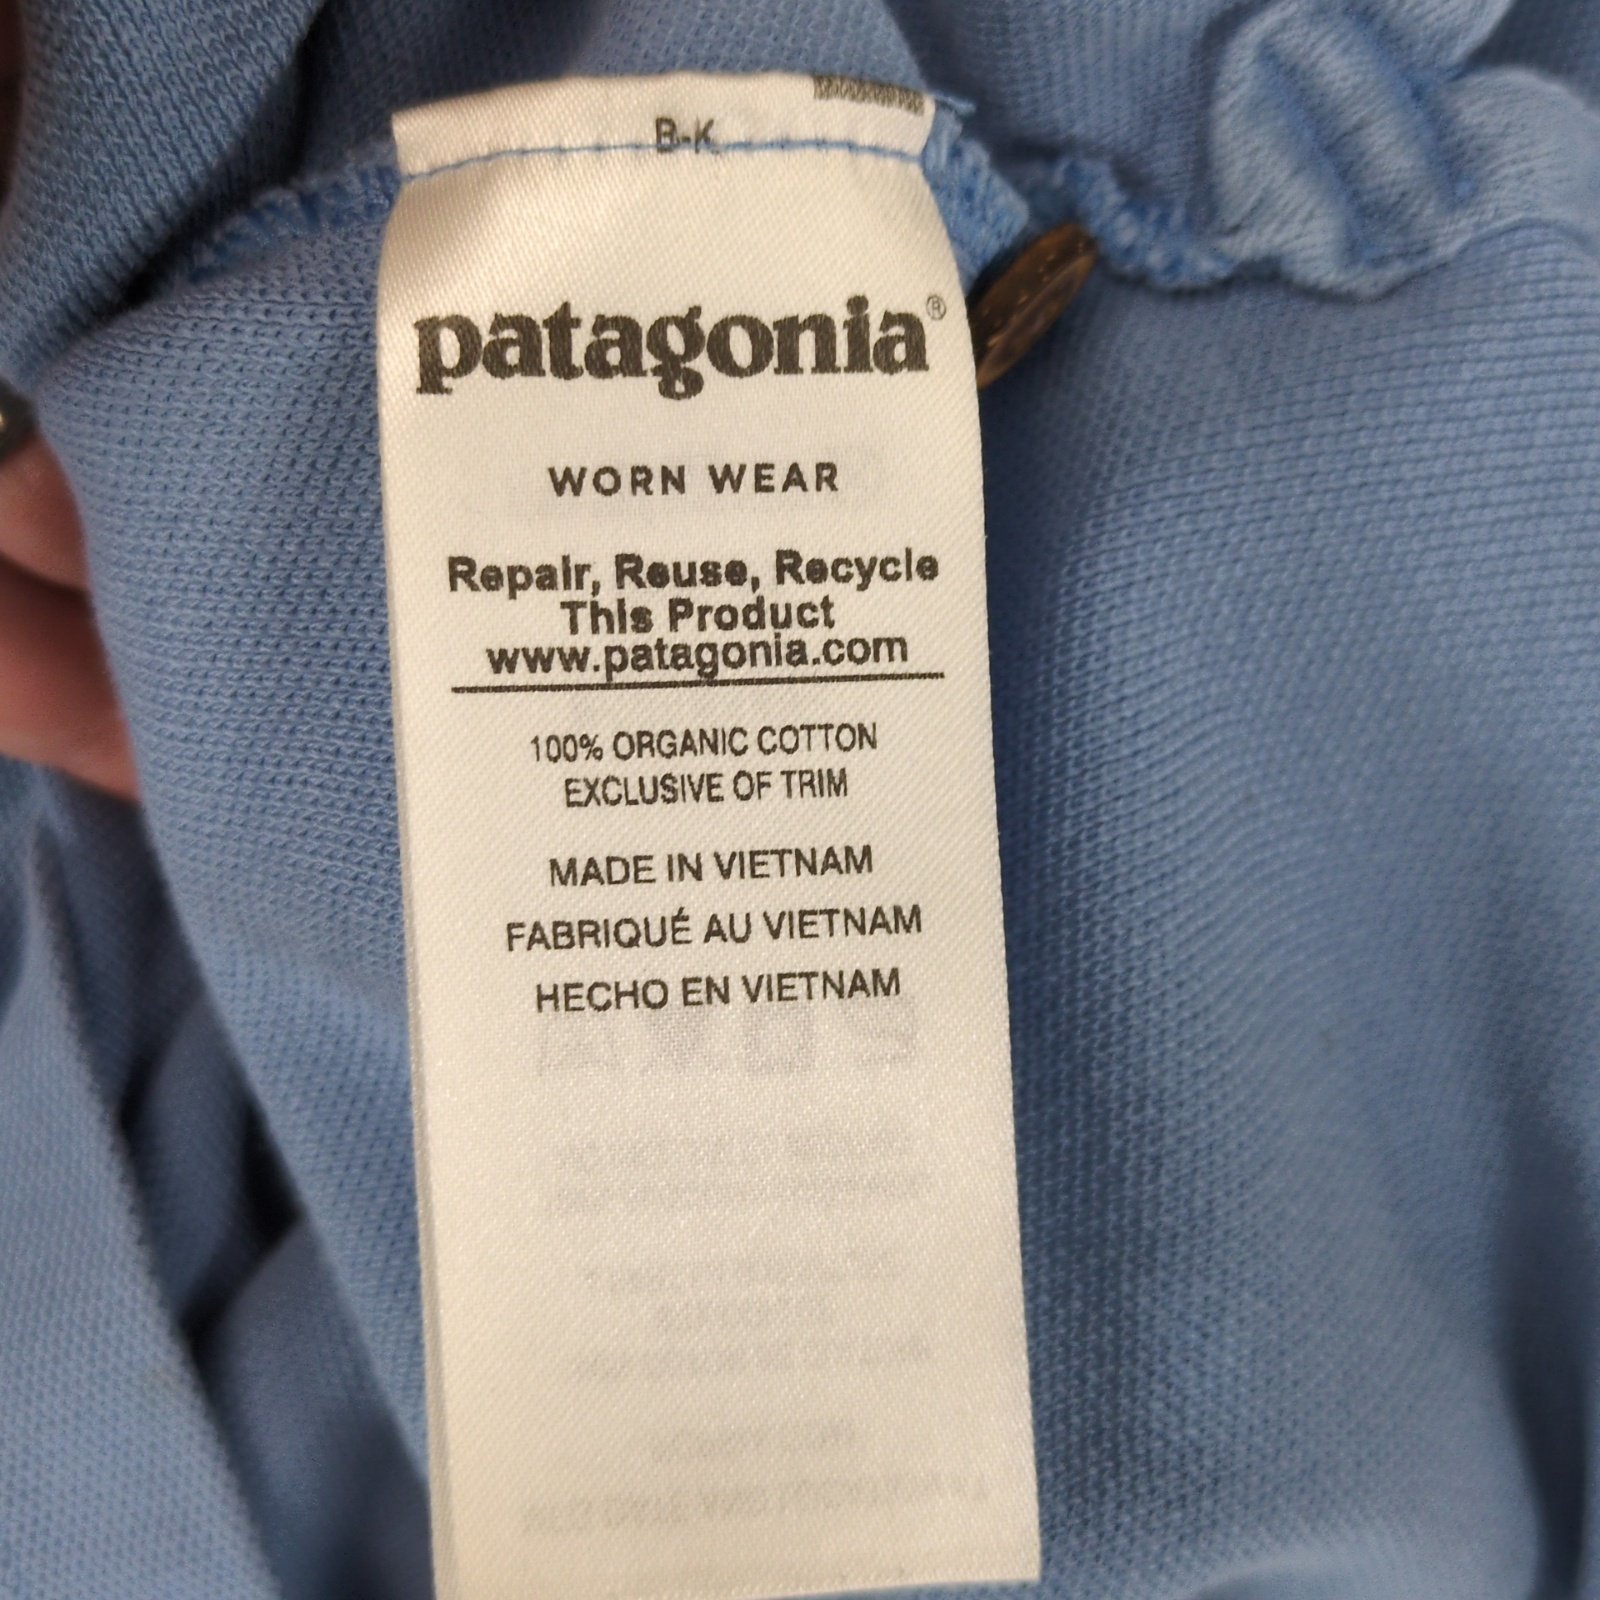 B-K
patagonia®
WORN WEAR
Repair, Reuse, Recycle
This Product
www.patagonia.com
100% ORGANIC COTTON
EXCLUSIVE OF TRIM
MADE IN VIETNAM
FABRIQUÉ AU VIETNAM
HECHO EN VIETNAM